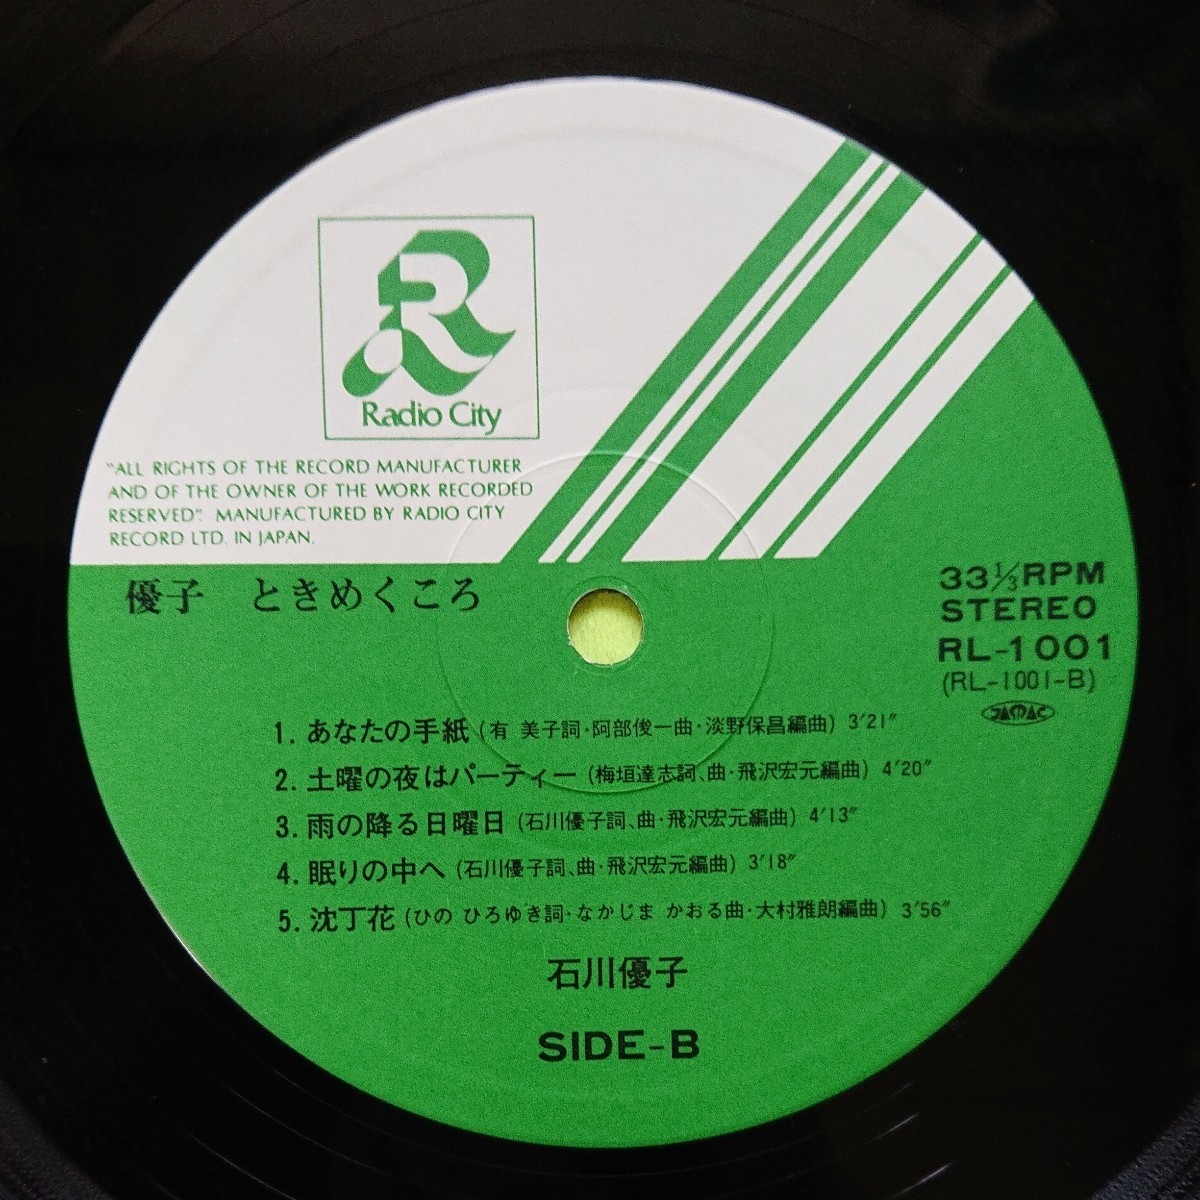 R
Radio City
"ALL RIGHTS OF THE RECORD MANUFACTURER
AND OF THE OWNER OF THE WORK RECORDED
RESERVED". MANUFACTURED BY RADIO CITY
RECORD LTD. IN JAPAN.
優子 ときめくころ
33⅓RPM
STEREO
RL-1001
(RL-1001-B)
JAMAC
1. あなたの手紙 (有 美子詞・阿部俊一曲・淡野保昌編曲) 3'21"
2. 土曜の夜はパーティー (梅垣達志詞、曲・飛沢宏元編曲) 4'20"
3. 雨の降る日曜日 (石川優子詞、曲・飛沢宏元編曲) 4'13"
4. 眠りの中へ (石川優子詞、曲・飛沢宏元編曲) 3'18"
5. 沈丁花 (ひの ひろゆき詞・なかじま かおる曲・大村雅朗編曲) 3'56"
石川優子
SIDE-B